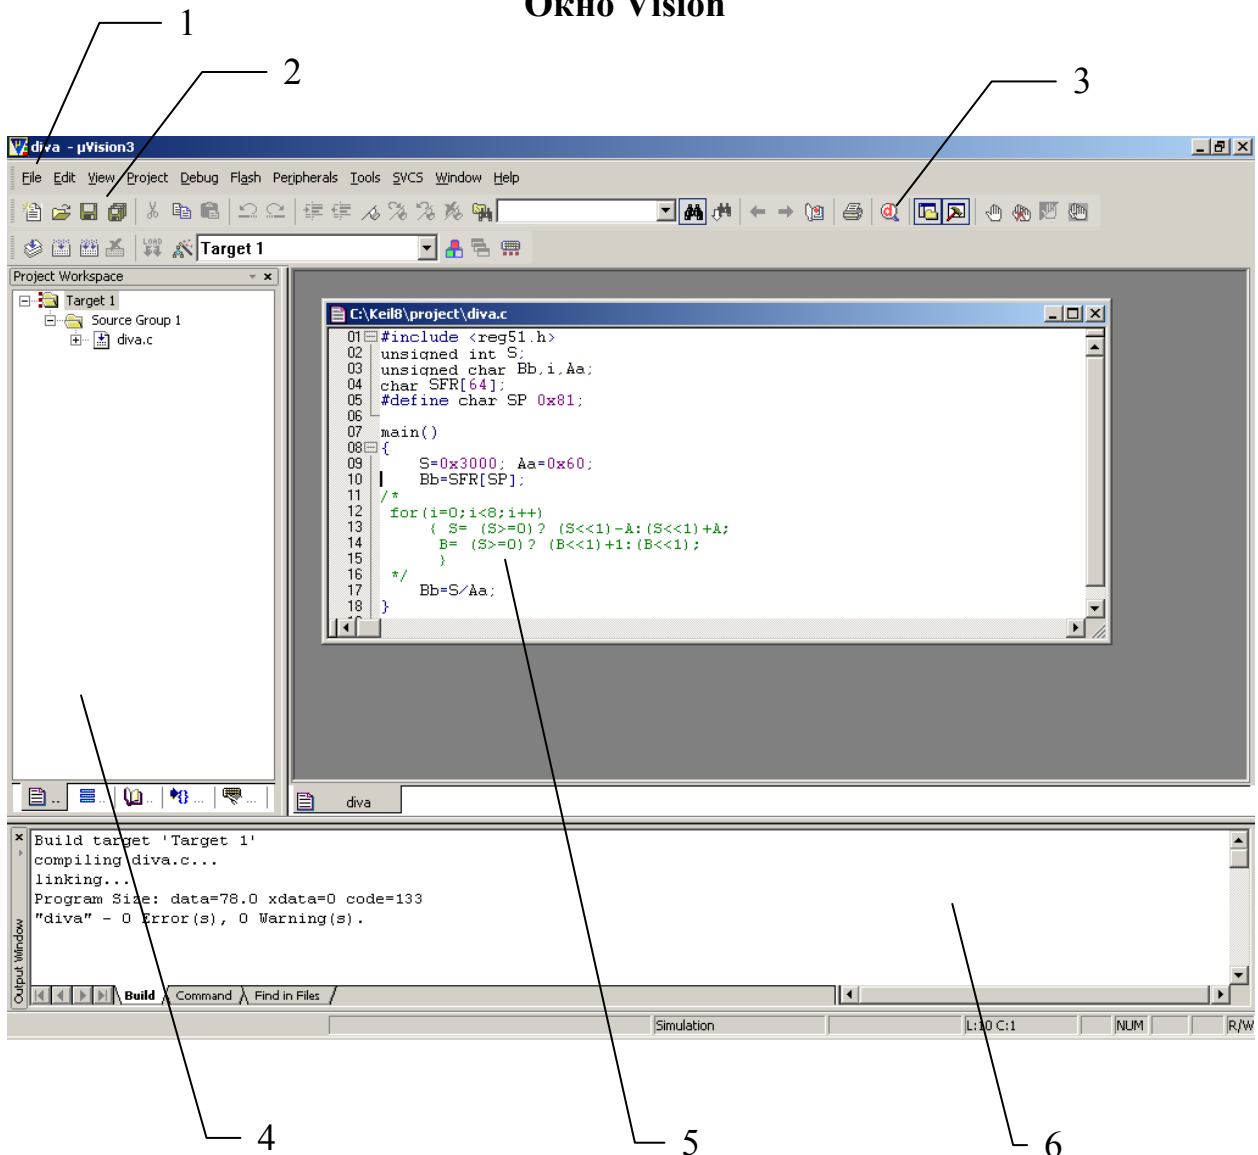 Окно Vision
1
2
3
diva - µVision3
File Edit View Project Debug Flash Peripherals Tools SVCS Window Help
LOAD
Target 1
Project Workspace
Target 1
Source Group 1
diva.c
C:\Keil8\project\diva.c
01 #include <reg51.h>
02 unsigned int S;
03 unsigned char Bb,i,Aa;
04 char SFR[64];
05 #define char SP 0x81;
06
07 main()
08 {
09 S=0x3000; Aa=0x60;
10 Bb=SFR[SP];
11 /*
12 for(i=0;i<8;i++)
13 { S= (S>=0)? (S<<1)-A:(S<<1)+A;
14 B= (S>=0)? (B<<1)+1:(B<<1);
15 }
16 */
17 Bb=S/Aa;
18 }
diva
Build target 'Target 1'
compiling diva.c...
linking...
Program Size: data=78.0 xdata=0 code=133
"diva" - 0 Error(s), 0 Warning(s).
Output Window
Build Command Find in Files
Simulation L:10 C:1 NUM R/W
4
5
6